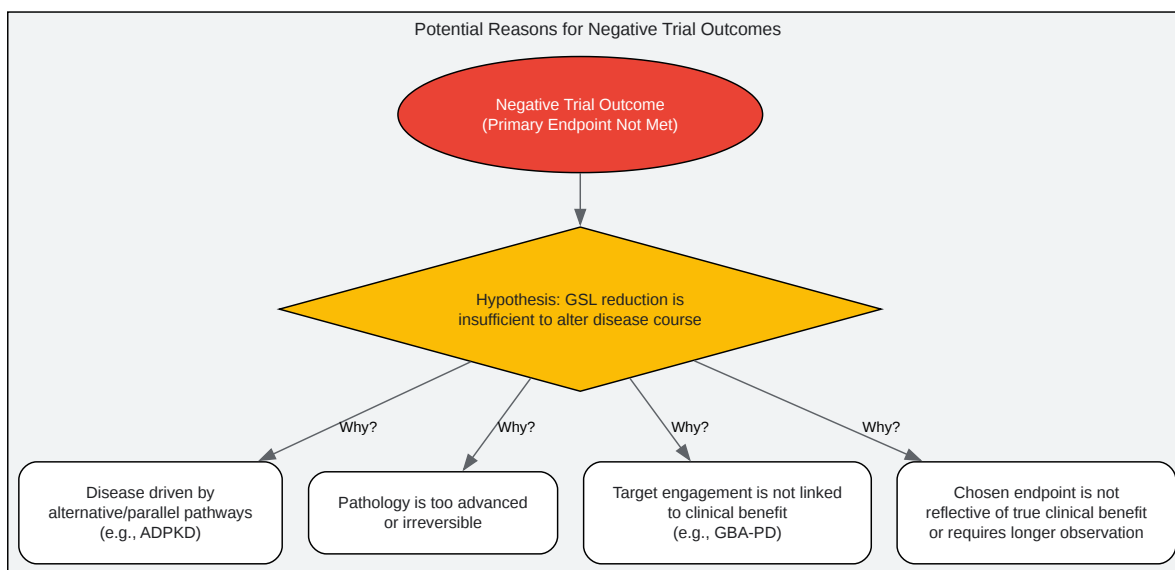 Potential Reasons for Negative Trial Outcomes
Negative Trial Outcome
(Primary Endpoint Not Met)
Hypothesis: GSL reduction is
insufficient to alter disease course
Why?
Why?
Why?
Why?
Disease driven by
alternative/parallel pathways
(e.g., ADPKD)
Pathology is too advanced
or irreversible
Target engagement is not linked
to clinical benefit
(e.g., GBA-PD)
Chosen endpoint is not
reflective of true clinical benefit
or requires longer observation